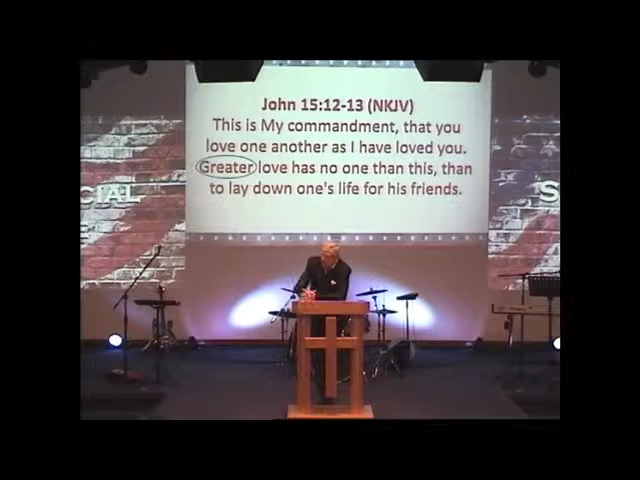 John 15:12-13 (NKJV)
This is My commandment, that you
love one another as I have loved you.
Greater love has no one than this, than
to lay down one's life for his friends.
CIAL
S